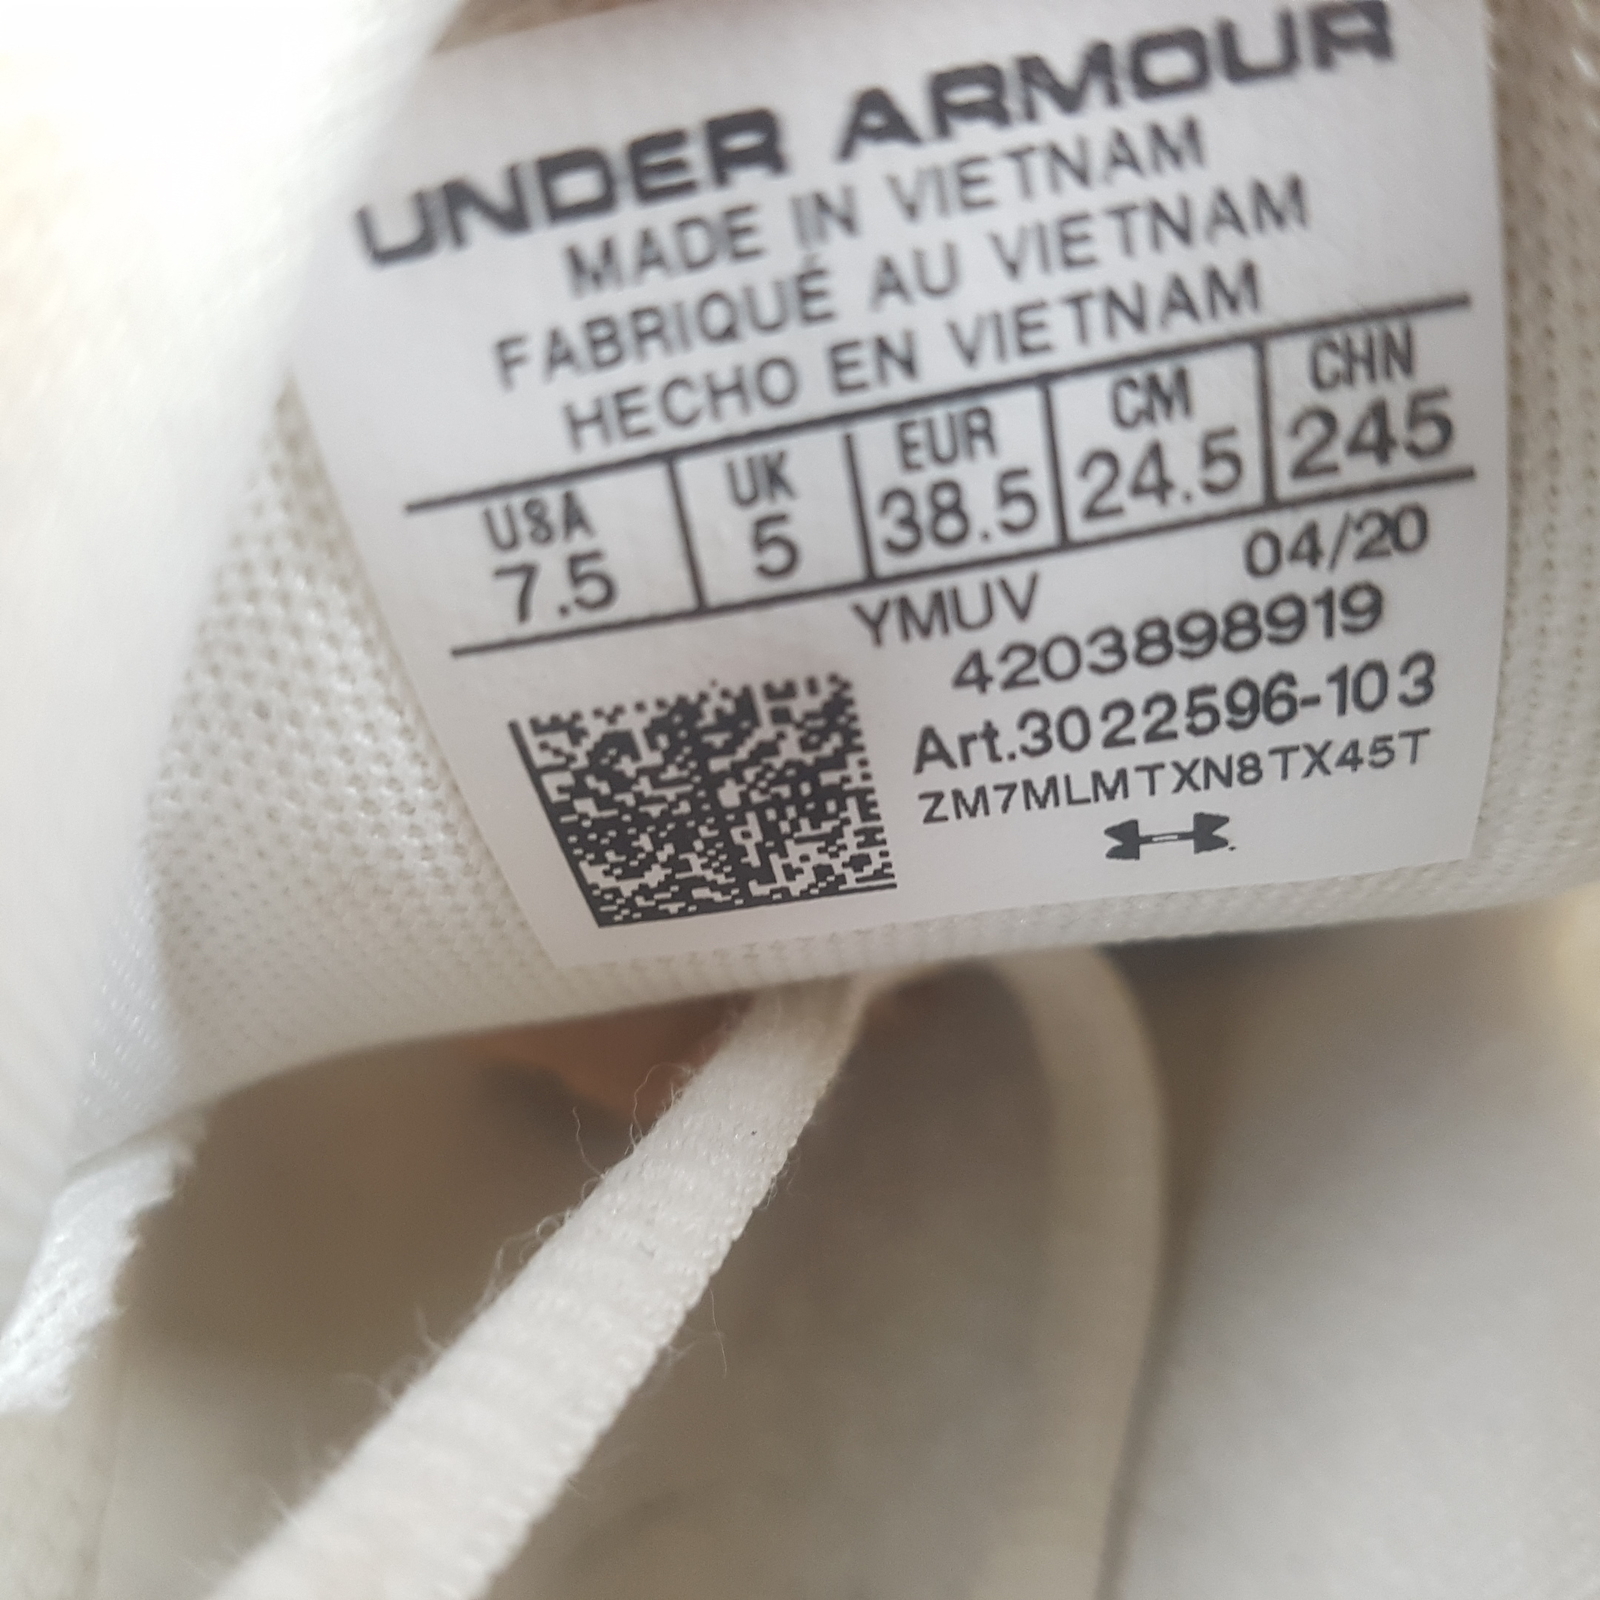 UNDER ARMOUR
MADE IN VIETNAM
FABRIQUÉ AU VIETNAM
HECHO EN VIETNAM
USA UK EUR CM CHN
7.5 5 38.5 24.5 245
YMUV 04/20
4203898919
Art.3022596-103
ZM7MLMTXN8TX45T